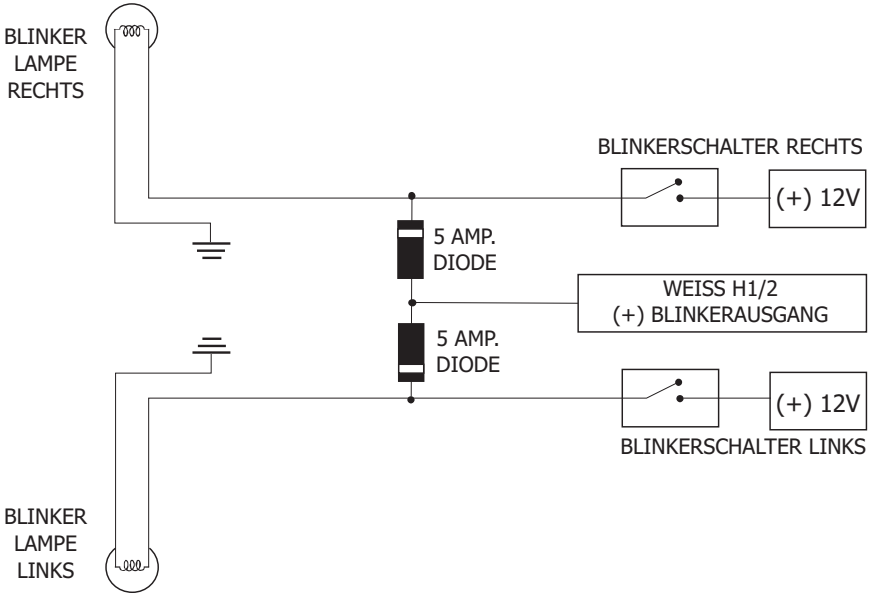 BLINKER
LAMPE
RECHTS
BLINKERSCHALTER RECHTS
(+) 12V
5 AMP.
DIODE
WEISS H1/2
(+) BLINKERAUSGANG
5 AMP.
DIODE
(+) 12V
BLINKERSCHALTER LINKS
BLINKER
LAMPE
LINKS